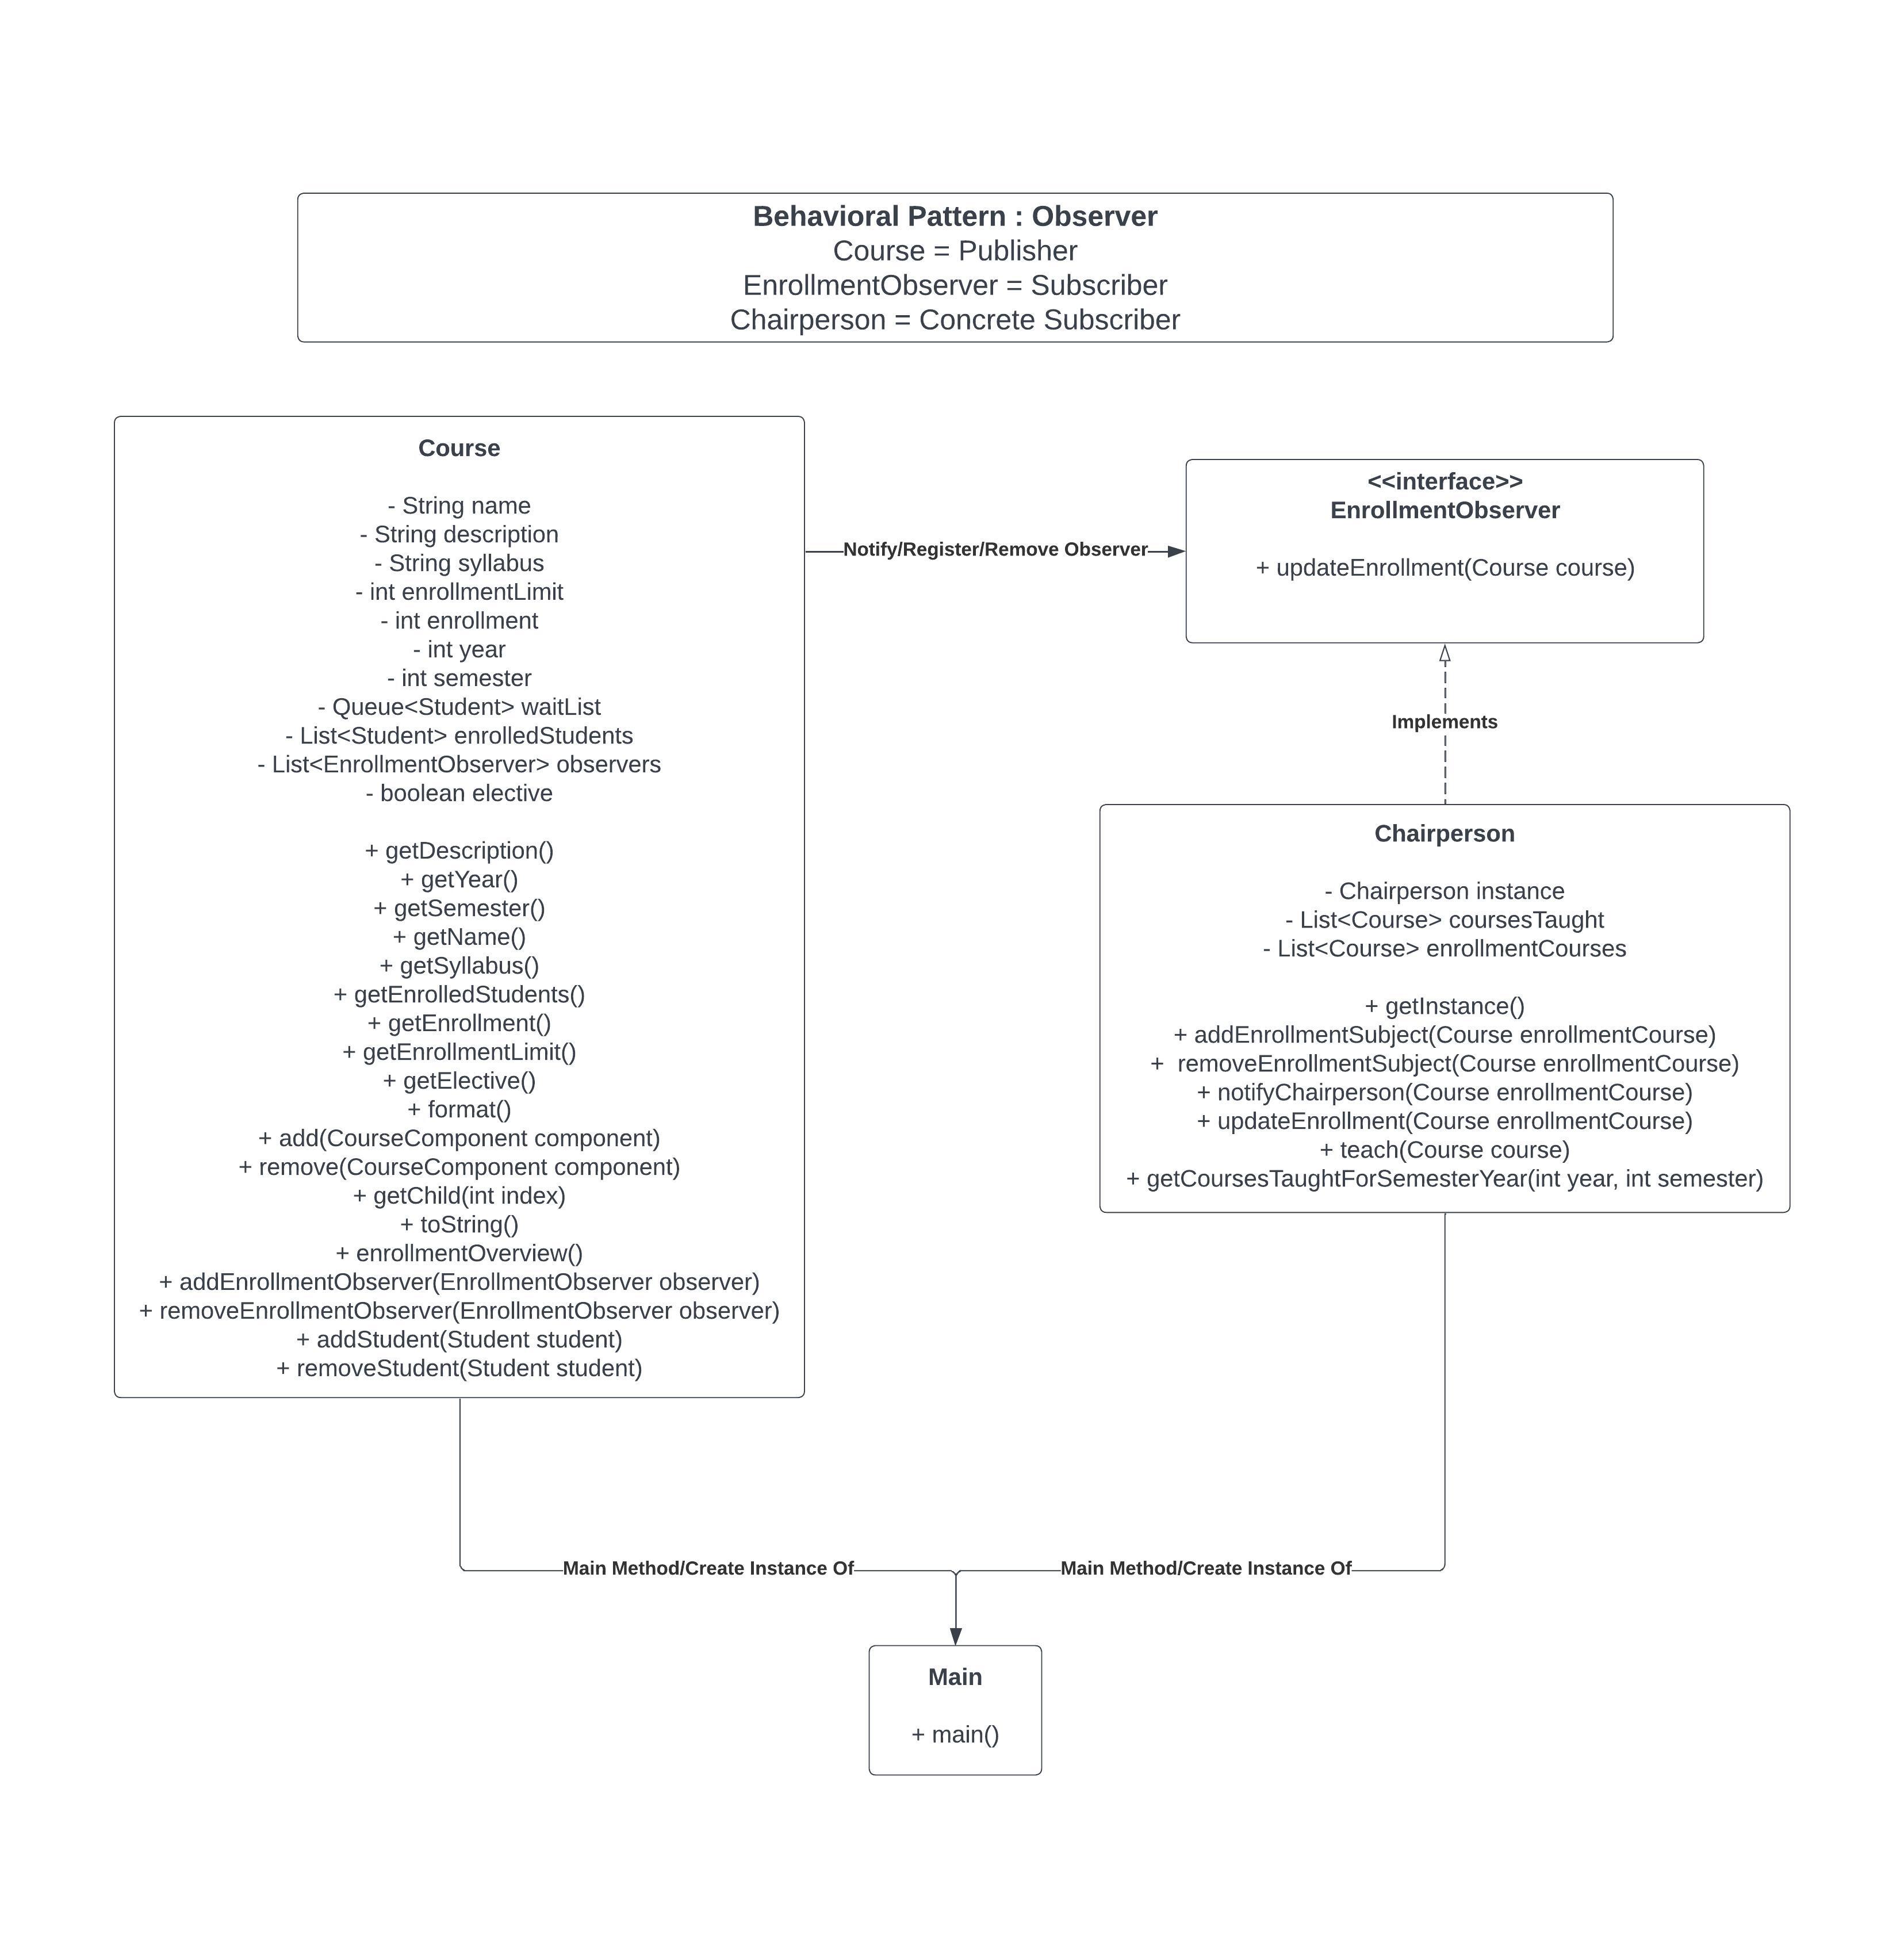 Behavioral Pattern : Observer
Course = Publisher
EnrollmentObserver = Subscriber
Chairperson = Concrete Subscriber
Course
- String name
- String description
- String syllabus
- int enrollmentLimit
- int enrollment
- int year
- int semester
- Queue<Student> waitList
- List<Student> enrolledStudents
- List<EnrollmentObserver> observers
- boolean elective
+ getDescription()
+ getYear()
+ getSemester()
+ getName()
+ getSyllabus()
+ getEnrolledStudents()
+ getEnrollment()
+ getEnrollmentLimit()
+ getElective()
+ format()
+ add(CourseComponent component)
+ remove(CourseComponent component)
+ getChild(int index)
+ toString()
+ enrollmentOverview()
+ addEnrollmentObserver(EnrollmentObserver observer)
+ removeEnrollmentObserver(EnrollmentObserver observer)
+ addStudent(Student student)
+ removeStudent(Student student)
Notify/Register/Remove Observer
<<interface>>
EnrollmentObserver
+ updateEnrollment(Course course)
Implements
Chairperson
- Chairperson instance
- List<Course> coursesTaught
- List<Course> enrollmentCourses
+ getInstance()
+ addEnrollmentSubject(Course enrollmentCourse)
+ removeEnrollmentSubject(Course enrollmentCourse)
+ notifyChairperson(Course enrollmentCourse)
+ updateEnrollment(Course enrollmentCourse)
+ teach(Course course)
+ getCoursesTaughtForSemesterYear(int year, int semester)
Main Method/Create Instance Of
Main Method/Create Instance Of
Main
+ main()